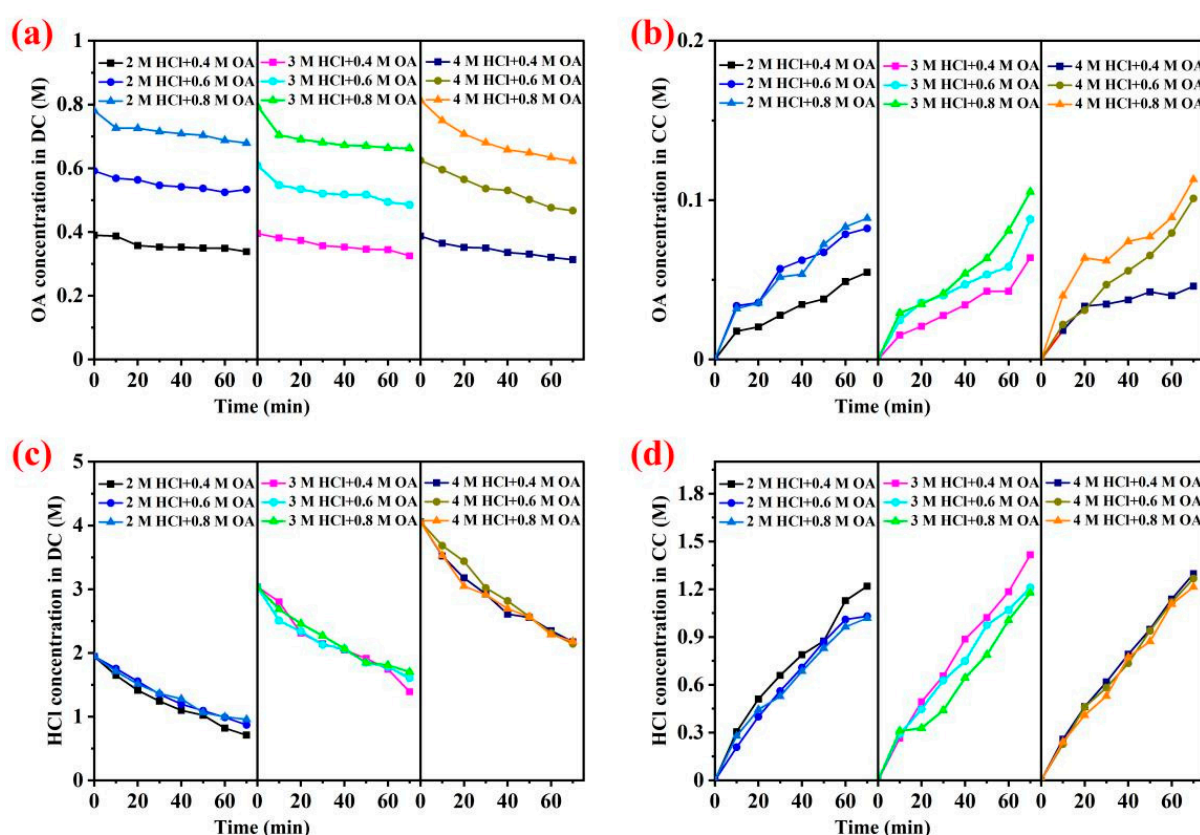 (a)
OA concentration in DC (M)
1
0.8
0.6
0.4
0.2
0
2 M HCl+0.4 M OA
2 M HCl+0.6 M OA
2 M HCl+0.8 M OA
3 M HCl+0.4 M OA
3 M HCl+0.6 M OA
3 M HCl+0.8 M OA
4 M HCl+0.4 M OA
4 M HCl+0.6 M OA
4 M HCl+0.8 M OA
0 20 40 60 0 20 40 60 0 20 40 60
Time (min)
(b)
OA concentration in CC (M)
0.2
0.1
0
2 M HCl+0.4 M OA
2 M HCl+0.6 M OA
2 M HCl+0.8 M OA
3 M HCl+0.4 M OA
3 M HCl+0.6 M OA
3 M HCl+0.8 M OA
4 M HCl+0.4 M OA
4 M HCl+0.6 M OA
4 M HCl+0.8 M OA
0 20 40 60 0 20 40 60 0 20 40 60
Time (min)
(c)
HCl concentration in DC (M)
5
4
3
2
1
0
2 M HCl+0.4 M OA
2 M HCl+0.6 M OA
2 M HCl+0.8 M OA
3 M HCl+0.4 M OA
3 M HCl+0.6 M OA
3 M HCl+0.8 M OA
4 M HCl+0.4 M OA
4 M HCl+0.6 M OA
4 M HCl+0.8 M OA
0 20 40 60 0 20 40 60 0 20 40 60
Time (min)
(d)
HCl concentration in CC (M)
1.8
1.5
1.2
0.9
0.6
0.3
0
2 M HCl+0.4 M OA
2 M HCl+0.6 M OA
2 M HCl+0.8 M OA
3 M HCl+0.4 M OA
3 M HCl+0.6 M OA
3 M HCl+0.8 M OA
4 M HCl+0.4 M OA
4 M HCl+0.6 M OA
4 M HCl+0.8 M OA
0 20 40 60 0 20 40 60 0 20 40 60
Time (min)